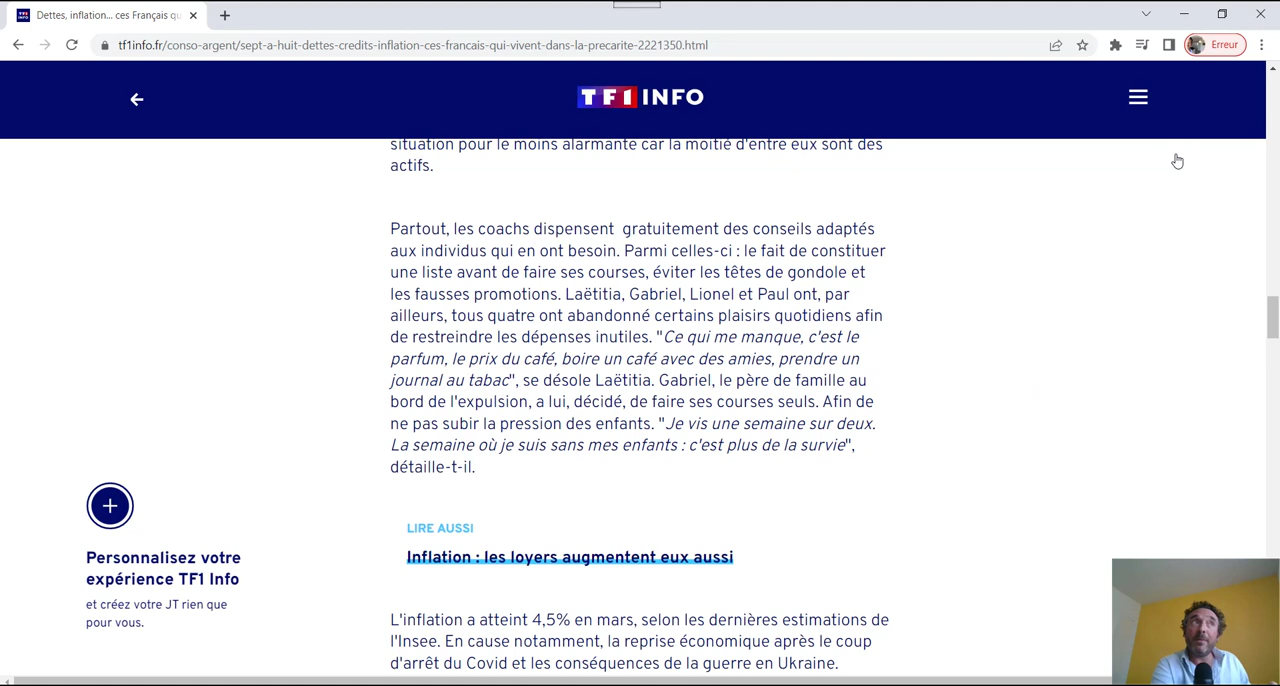 Dettes, inflation... ces Français qu
tf1info.fr/conso-argent/sept-a-huit-dettes-credits-inflation-ces-francais-qui-vivent-dans-la-precarite-2221350.html
Erreur
TF1 INFO
situation pour le moins alarmante car la moitié d'entre eux sont des
actifs.
Partout, les coachs dispensent gratuitement des conseils adaptés
aux individus qui en ont besoin. Parmi celles-ci : le fait de constituer
une liste avant de faire ses courses, éviter les têtes de gondole et
les fausses promotions. Laëtitia, Gabriel, Lionel et Paul ont, par
ailleurs, tous quatre ont abandonné certains plaisirs quotidiens afin
de restreindre les dépenses inutiles. "Ce qui me manque, c'est le
parfum, le prix du café, boire un café avec des amies, prendre un
journal au tabac", se désole Laëtitia. Gabriel, le père de famille au
bord de l'expulsion, a lui, décidé, de faire ses courses seuls. Afin de
ne pas subir la pression des enfants. "Je vis une semaine sur deux.
La semaine où je suis sans mes enfants : c'est plus de la survie",
détaille-t-il.
LIRE AUSSI
Inflation : les loyers augmentent eux aussi
Personnalisez votre
expérience TF1 Info
et créez votre JT rien que
pour vous.
L'inflation a atteint 4,5% en mars, selon les dernières estimations de
l'Insee. En cause notamment, la reprise économique après le coup
d'arrêt du Covid et les conséquences de la guerre en Ukraine.